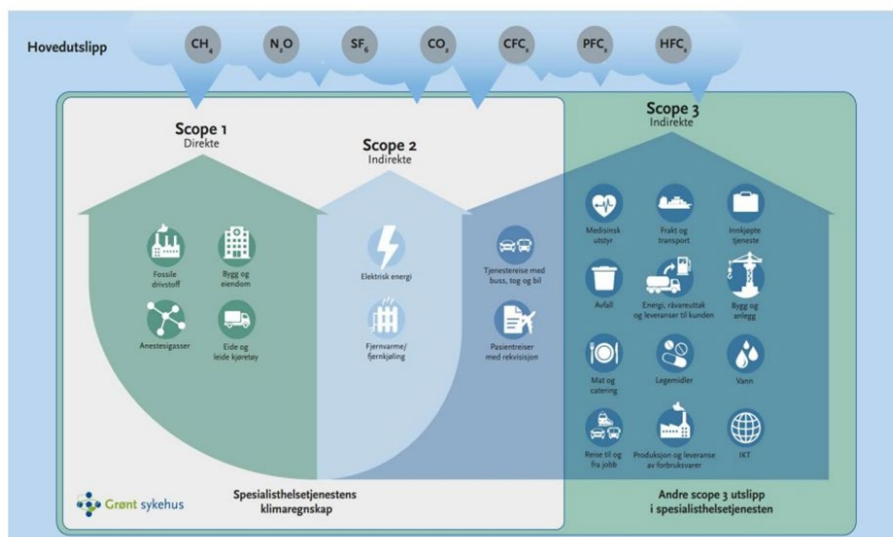 Hovedutslipp
CH4
N2O
SF6
CO2
CFCs
PFCs
HFCs
Scope 1
Direkte
Scope 2
Indirekte
Scope 3
Indirekte
Fossile
drivstoff
Bygg og
eiendom
Anestesigasser
Eide og
leide kjøretøy
Elektrisk energi
Fjernvarme/
fjernkjøling
Tjenestereise med
buss, tog og bil
Pasientreiser
med rekvisisjon
Medisinsk
utstyr
Frakt og
transport
Innkjøpte
tjeneste
Avfall
Energi, råvareuttak
og leveranser til kunden
Bygg og
anlegg
Mat og
catering
Legemidler
Vann
Reise til og
fra jobb
Produksjon og leveranse
av forbruksvarer
IKT
Grønt sykehus
Spesialisthelsetjenestens
klimaregnskap
Andre scope 3 utslipp
i spesialisthelsetjenesten